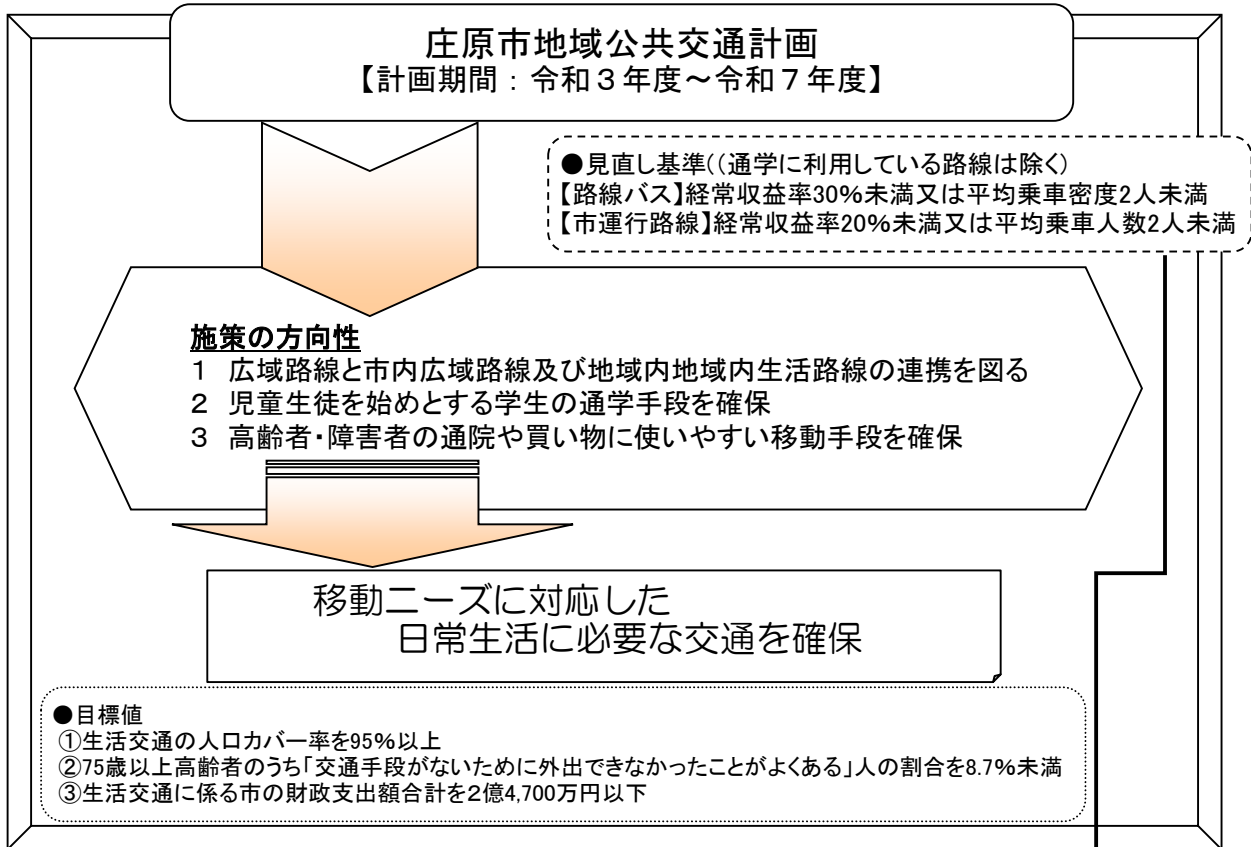 庄原市地域公共交通計画
【計画期間：令和３年度～令和７年度】
●見直し基準((通学に利用している路線は除く)
【路線バス】経常収益率30%未満又は平均乗車密度2人未満
【市運行路線】経常収益率20%未満又は平均乗車人数2人未満
施策の方向性
１　広域路線と市内広域路線及び地域内地域内生活路線の連携を図る
２　児童生徒を始めとする学生の通学手段を確保
３　高齢者・障害者の通院や買い物に使いやすい移動手段を確保
移動ニーズに対応した
日常生活に必要な交通を確保
●目標値
①生活交通の人口カバー率を95%以上
②75歳以上高齢者のうち「交通手段がないために外出できなかったことがよくある」人の割合を8.7%未満
③生活交通に係る市の財政支出額合計を2億4,700万円以下